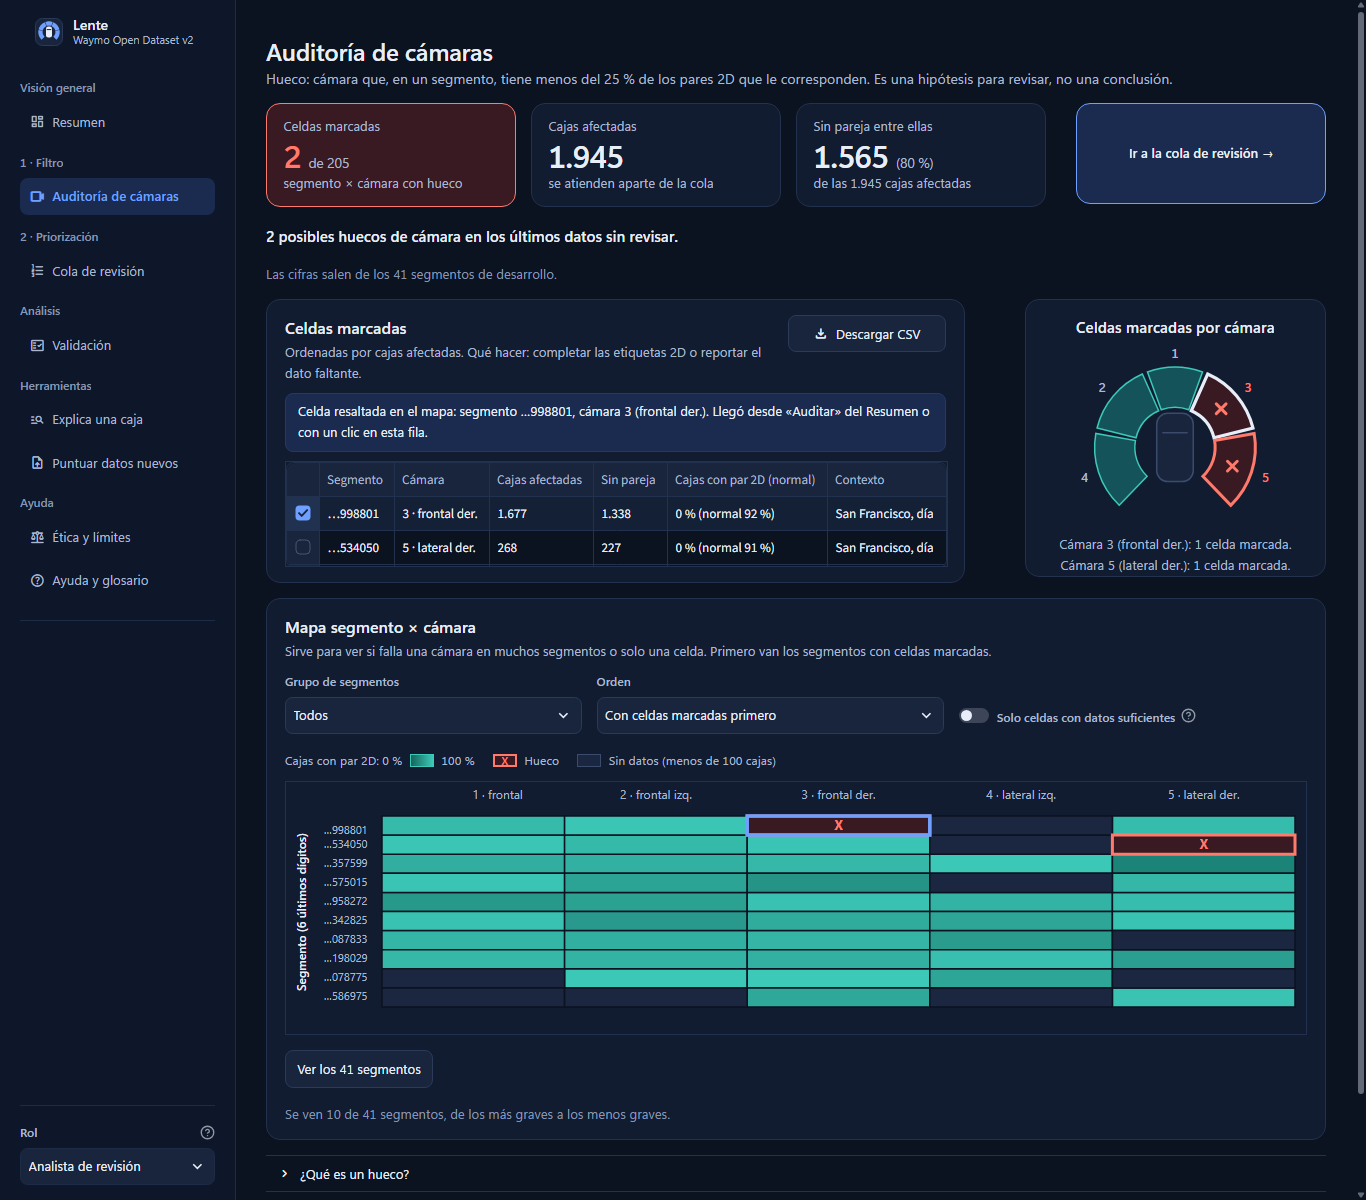 Lente
Waymo Open Dataset v2
Visión general
Resumen
1 · Filtro
Auditoría de cámaras
2 · Priorización
Cola de revisión
Análisis
Validación
Herramientas
Explica una caja
Puntuar datos nuevos
Ayuda
Ética y límites
Ayuda y glosario
Rol
Analista de revisión
Auditoría de cámaras
Hueco: cámara que, en un segmento, tiene menos del 25 % de los pares 2D que le corresponden. Es una hipótesis para revisar, no una conclusión.
Celdas marcadas
2 de 205
segmento × cámara con hueco
Cajas afectadas
1.945
se atienden aparte de la cola
Sin pareja entre ellas
1.565 (80 %)
de las 1.945 cajas afectadas
Ir a la cola de revisión →
2 posibles huecos de cámara en los últimos datos sin revisar.
Las cifras salen de los 41 segmentos de desarrollo.
Celdas marcadas
Ordenadas por cajas afectadas. Qué hacer: completar las etiquetas 2D o reportar el
dato faltante.
Descargar CSV
Celda resaltada en el mapa: segmento ...998801, cámara 3 (frontal der.). Llegó desde «Auditar» del Resumen o
con un clic en esta fila.
Segmento Cámara Cajas afectadas Sin pareja Cajas con par 2D (normal) Contexto
...998801 3 · frontal der. 1.677 1.338 0 % (normal 92 %) San Francisco, día
...534050 5 · lateral der. 268 227 0 % (normal 91 %) San Francisco, día
Celdas marcadas por cámara
1
2
3
4
5
Cámara 3 (frontal der.): 1 celda marcada.
Cámara 5 (lateral der.): 1 celda marcada.
Mapa segmento × cámara
Sirve para ver si falla una cámara en muchos segmentos o solo una celda. Primero van los segmentos con celdas marcadas.
Grupo de segmentos
Todos
Orden
Con celdas marcadas primero
Solo celdas con datos suficientes
Cajas con par 2D: 0 % 100 % X Hueco Sin datos (menos de 100 cajas)
1 · frontal 2 · frontal izq. 3 · frontal der. 4 · lateral izq. 5 · lateral der.
Segmento (6 últimos dígitos)
...998801 X
...534050 X
...357599
...575015
...958272
...342825
...087833
...198029
...078775
...586975
Ver los 41 segmentos
Se ven 10 de 41 segmentos, de los más graves a los menos graves.
¿Qué es un hueco?